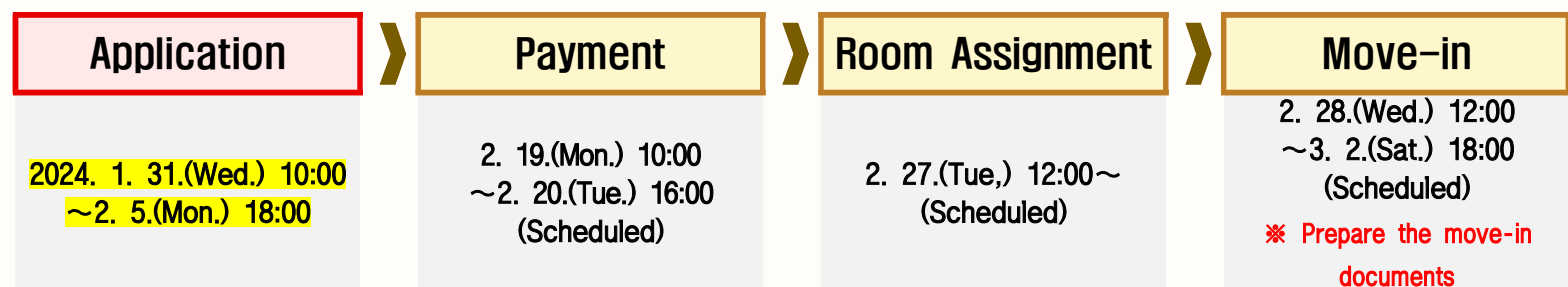 Application
2024. 1. 31.(Wed.) 10:00
～2. 5.(Mon.) 18:00
Payment
2. 19.(Mon.) 10:00
～2. 20.(Tue.) 16:00
(Scheduled)
Room Assignment
2. 27.(Tue,) 12:00～
(Scheduled)
Move-in
2. 28.(Wed.) 12:00
～3. 2.(Sat.) 18:00
(Scheduled)
※ Prepare the move-in
documents